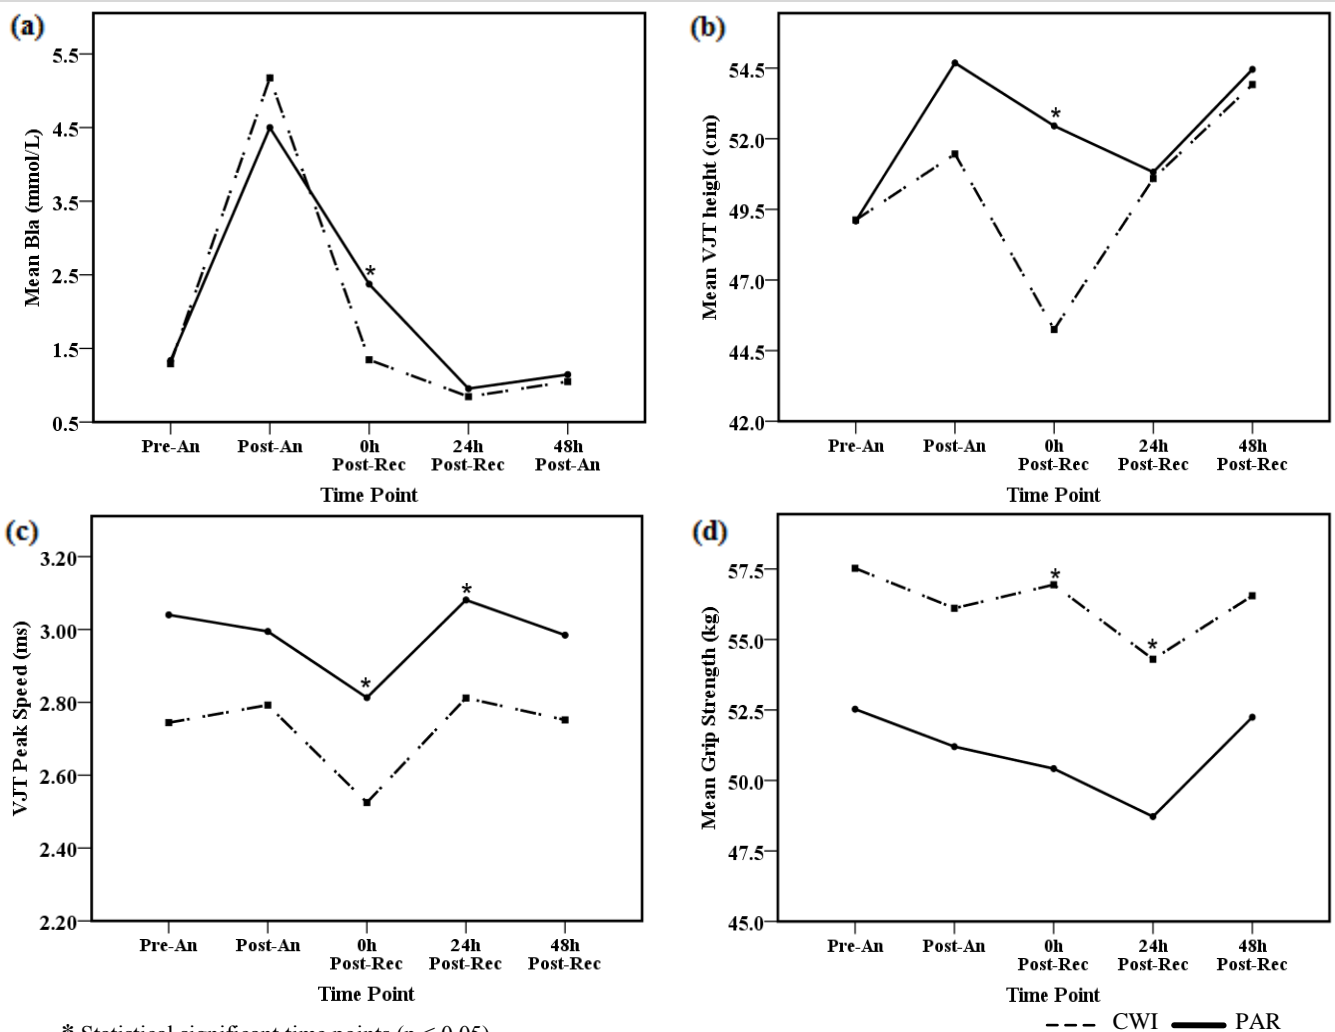 (a)
5.5
4.5
3.5
2.5
1.5
0.5
Mean Bla (mmol/L)
*
Pre-An
Post-An
0h
Post-Rec
24h
Post-Rec
48h
Post-An
Time Point
(b)
54.5
52.0
49.5
47.0
44.5
42.0
Mean VJT height (cm)
*
Pre-An
Post-An
0h
Post-Rec
24h
Post-Rec
48h
Post-Rec
Time Point
(c)
3.20
3.00
2.80
2.60
2.40
2.20
VJT Peak Speed (ms)
*
*
Pre-An
Post-An
0h
Post-Rec
24h
Post-Rec
48h
Post-Rec
Time Point
(d)
57.5
55.0
52.5
50.0
47.5
45.0
Mean Grip Strength (kg)
*
*
Pre-An
Post-An
0h
Post-Rec
24h
Post-Rec
48h
Post-Rec
Time Point
* Statistical significant time points (p < 0.05)
CWI
PAR